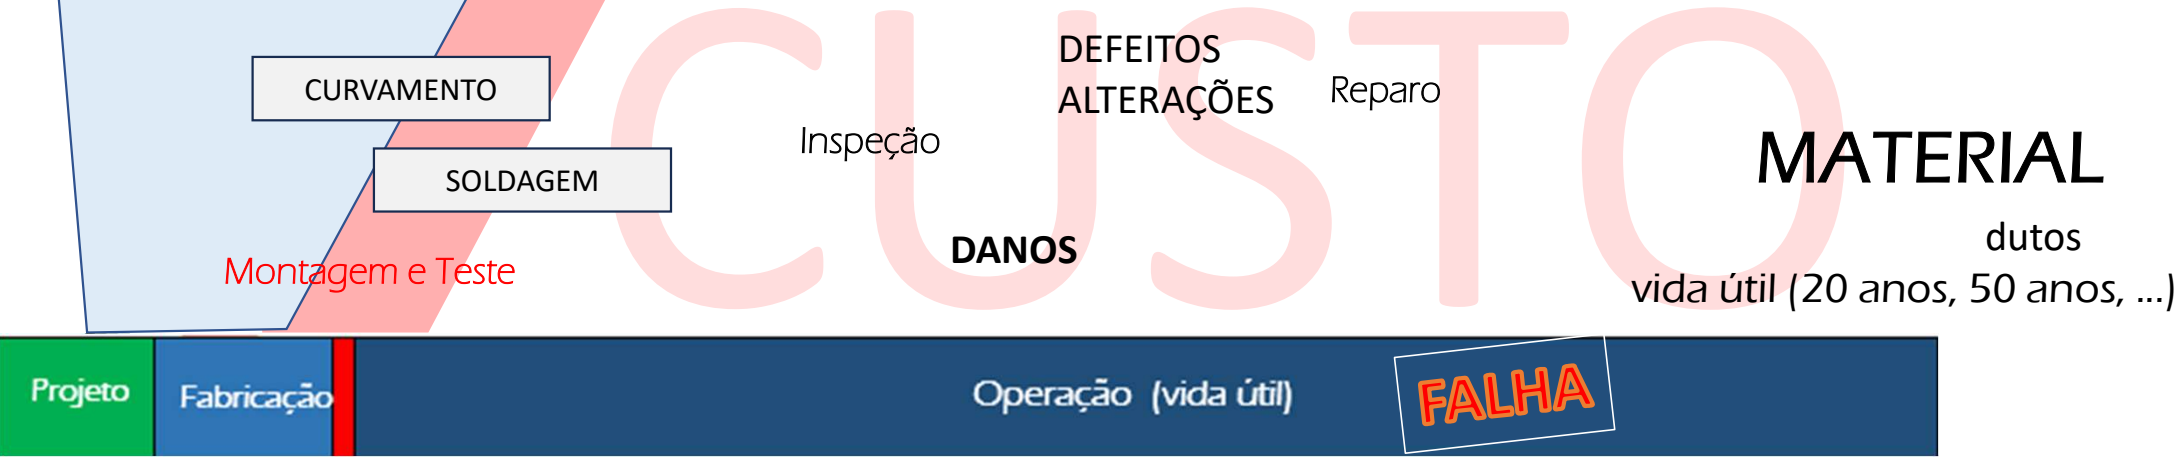 CUSTO
CURVAMENTO
SOLDAGEM
Montagem e Teste
Inspeção
DEFEITOS
ALTERAÇÕES
Reparo
DANOS
MATERIAL
dutos
vida útil (20 anos, 50 anos, ...)
Projeto
Fabricação
Operação (vida útil)
FALHA